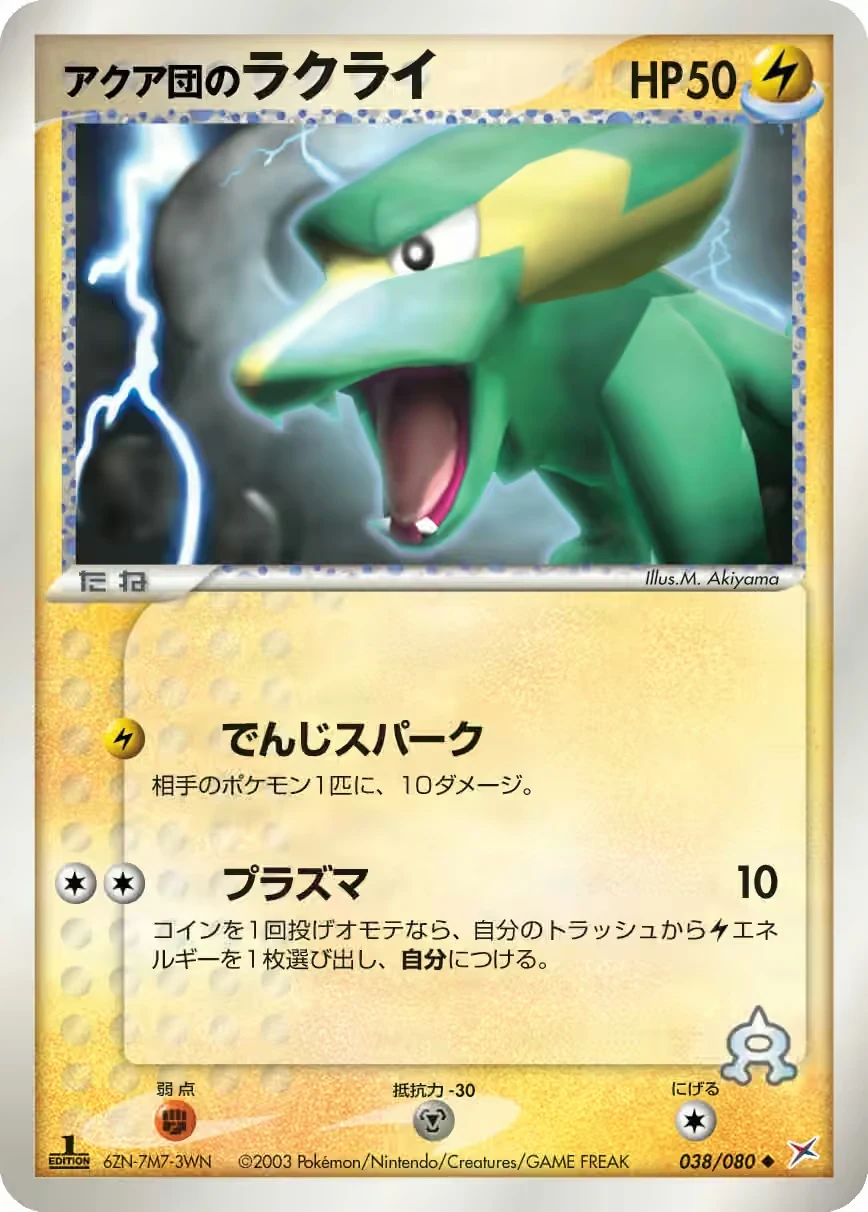 アクア団のラクライ HP50
たね Illus.M. Akiyama
でんじスパーク
相手のポケモン1匹に、10ダメージ。
プラズマ 10
コインを1回投げオモテなら、自分のトラッシュからエネ
ルギーを1枚選び出し、自分につける。
弱点 抵抗力 -30 にげる
1 EDITION 6ZN-7M7-3WN ©2003 Pokémon/Nintendo/Creatures/GAME FREAK 038/080